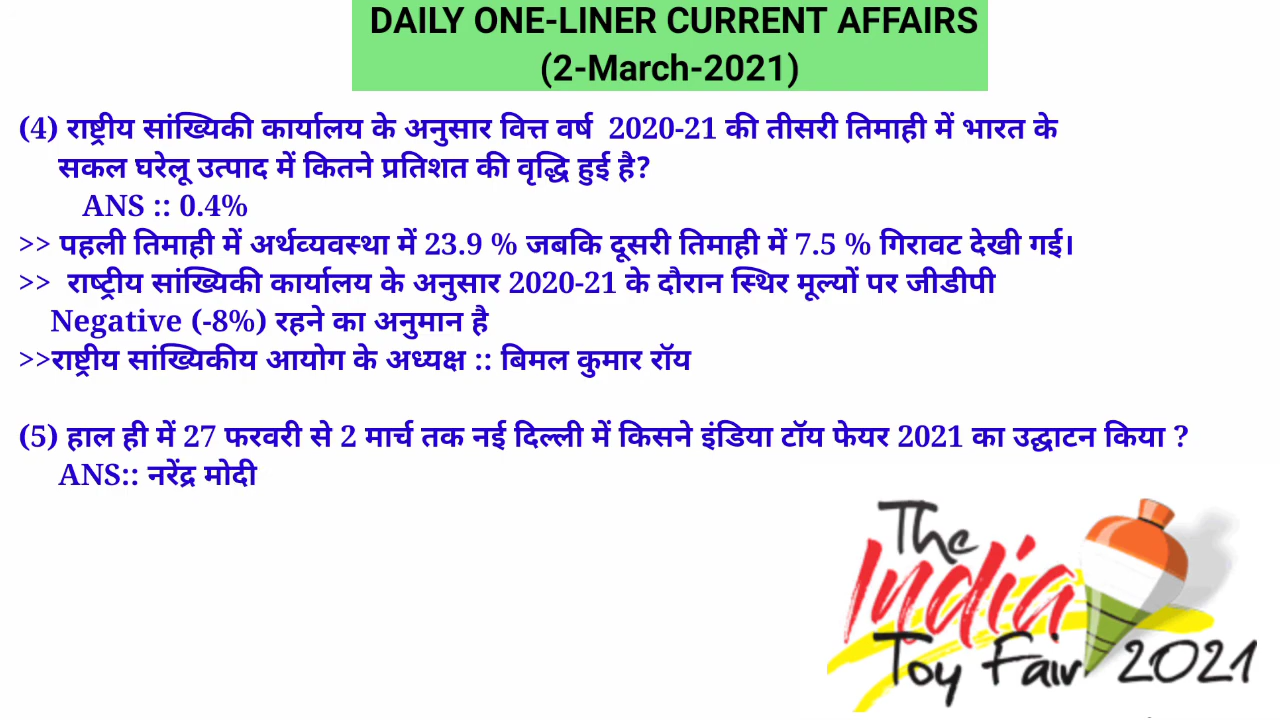 DAILY ONE-LINER CURRENT AFFAIRS
(2-March-2021)
(4) राष्ट्रीय सांख्यिकी कार्यालय के अनुसार वित्त वर्ष 2020-21 की तीसरी तिमाही में भारत के
सकल घरेलू उत्पाद में कितने प्रतिशत की वृद्धि हुई है?
ANS :: 0.4%
>> पहली तिमाही में अर्थव्यवस्था में 23.9 % जबकि दूसरी तिमाही में 7.5 % गिरावट देखी गई।
>> राष्ट्रीय सांख्यिकी कार्यालय के अनुसार 2020-21 के दौरान स्थिर मूल्यों पर जीडीपी
Negative (-8%) रहने का अनुमान है
>>राष्ट्रीय सांख्यिकीय आयोग के अध्यक्ष :: बिमल कुमार रॉय
(5) हाल ही में 27 फरवरी से 2 मार्च तक नई दिल्ली में किसने इंडिया टॉय फेयर 2021 का उद्घाटन किया ?
ANS:: नरेंद्र मोदी
The
India
Toy Fair 2021